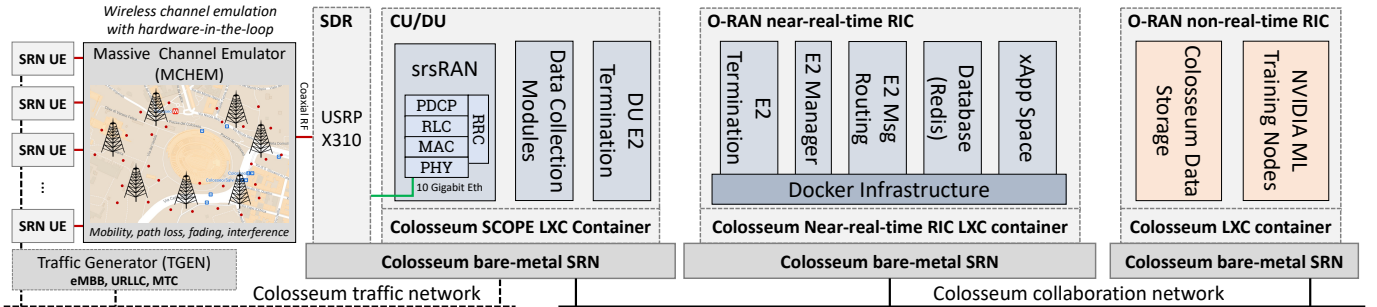 Wireless channel emulation
with hardware-in-the-loop
SRN UE
SRN UE
SRN UE
...
SRN UE
Massive Channel Emulator
(MCHEM)
Mobility, path loss, fading, interference
Coaxial RF
Traffic Generator (TGEN)
eMBB, URLLC, MTC
SDR
USRP
X310
CU/DU
srsRAN
PDCP
RLC
MAC
PHY
RRC
10 Gigabit Eth
Data Collection
Modules
DU E2
Termination
Colosseum SCOPE LXC Container
Colosseum bare-metal SRN
O-RAN near-real-time RIC
E2
Termination
E2 Manager
E2 Msg
Routing
Database
(Redis)
xApp Space
Docker Infrastructure
Colosseum Near-real-time RIC LXC container
Colosseum bare-metal SRN
O-RAN non-real-time RIC
Colosseum Data
Storage
NVIDIA ML
Training Nodes
Colosseum LXC container
Colosseum bare-metal SRN
Colosseum traffic network
Colosseum collaboration network